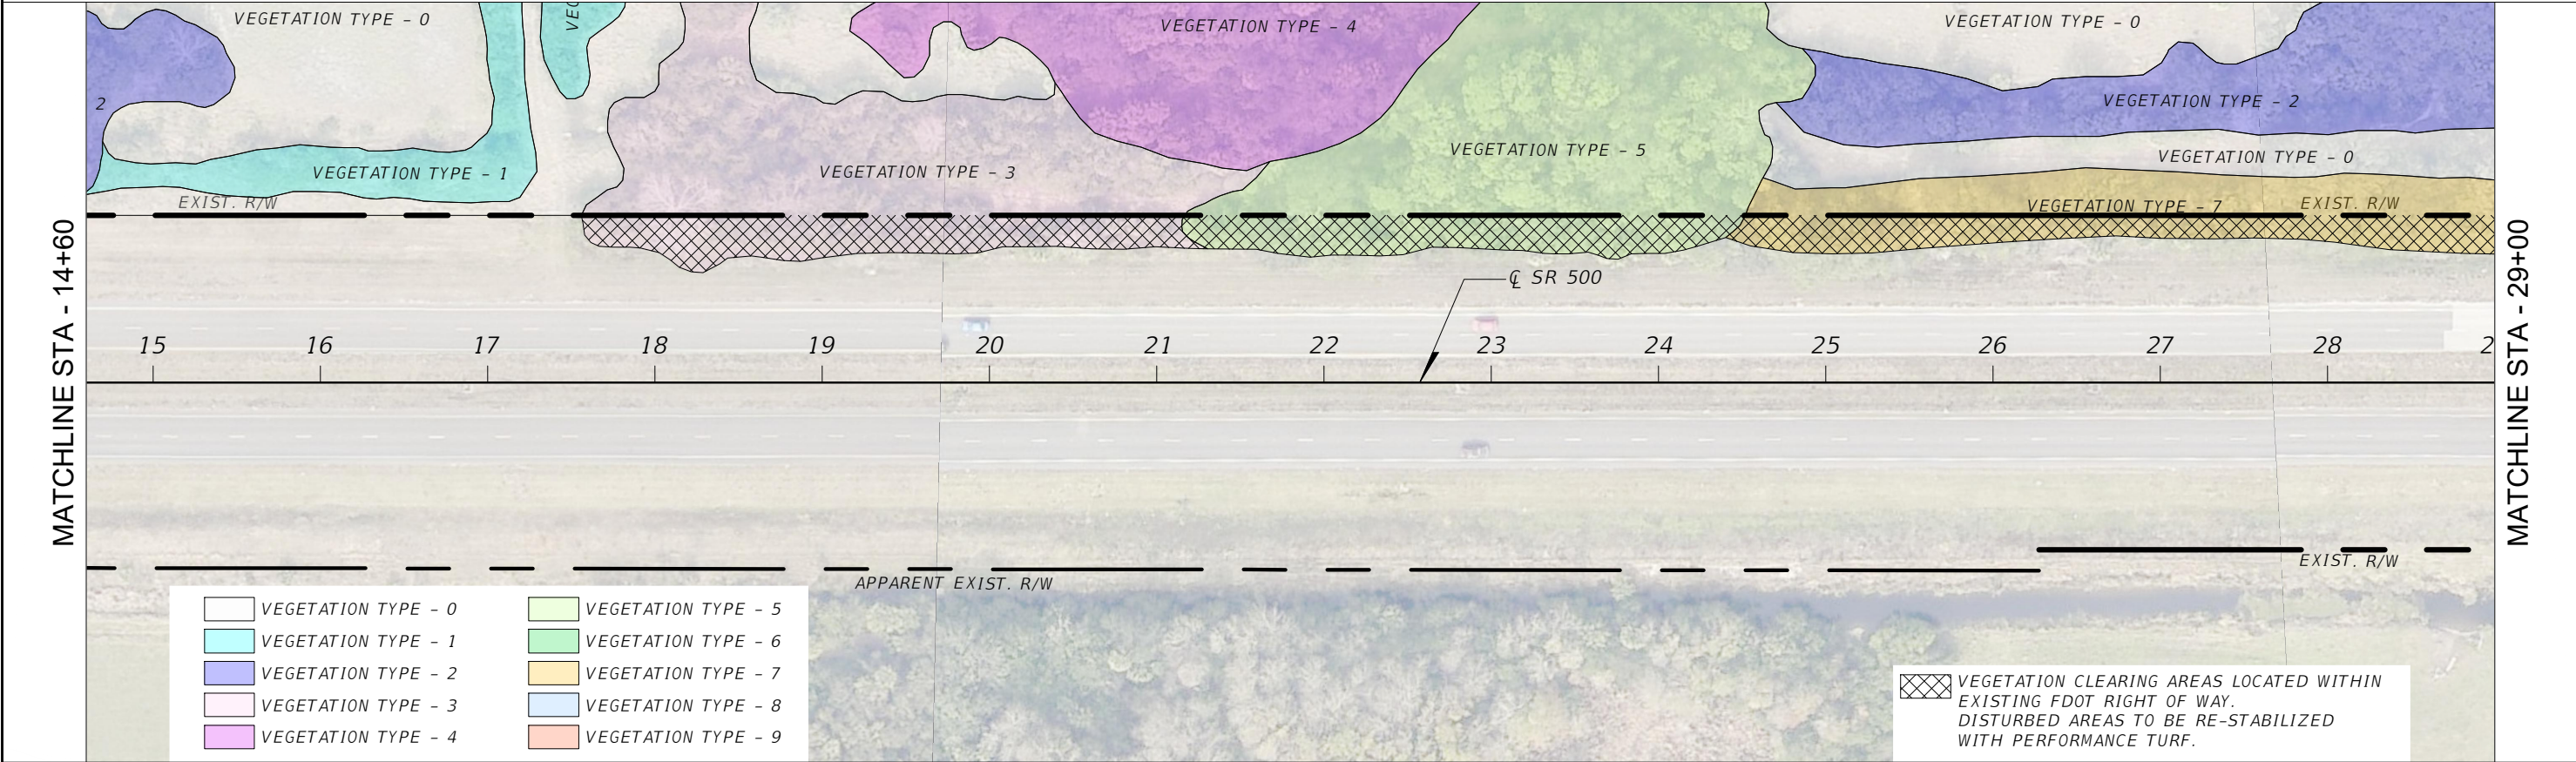 VEGETATION TYPE - 0
VEG
VEGETATION TYPE - 4
VEGETATION TYPE - 0
2
VEGETATION TYPE - 2
VEGETATION TYPE - 5
VEGETATION TYPE - 0
VEGETATION TYPE - 1
VEGETATION TYPE - 3
EXIST. R/W
VEGETATION TYPE - 7
EXIST. R/W
MATCHLINE STA - 14+60
MATCHLINE STA - 29+00
℄ SR 500
15 16 17 18 19 20 21 22 23 24 25 26 27 28 2
EXIST. R/W
APPARENT EXIST. R/W
VEGETATION TYPE - 0
VEGETATION TYPE - 1
VEGETATION TYPE - 2
VEGETATION TYPE - 3
VEGETATION TYPE - 4
VEGETATION TYPE - 5
VEGETATION TYPE - 6
VEGETATION TYPE - 7
VEGETATION TYPE - 8
VEGETATION TYPE - 9
VEGETATION CLEARING AREAS LOCATED WITHIN
EXISTING FDOT RIGHT OF WAY.
DISTURBED AREAS TO BE RE-STABILIZED
WITH PERFORMANCE TURF.